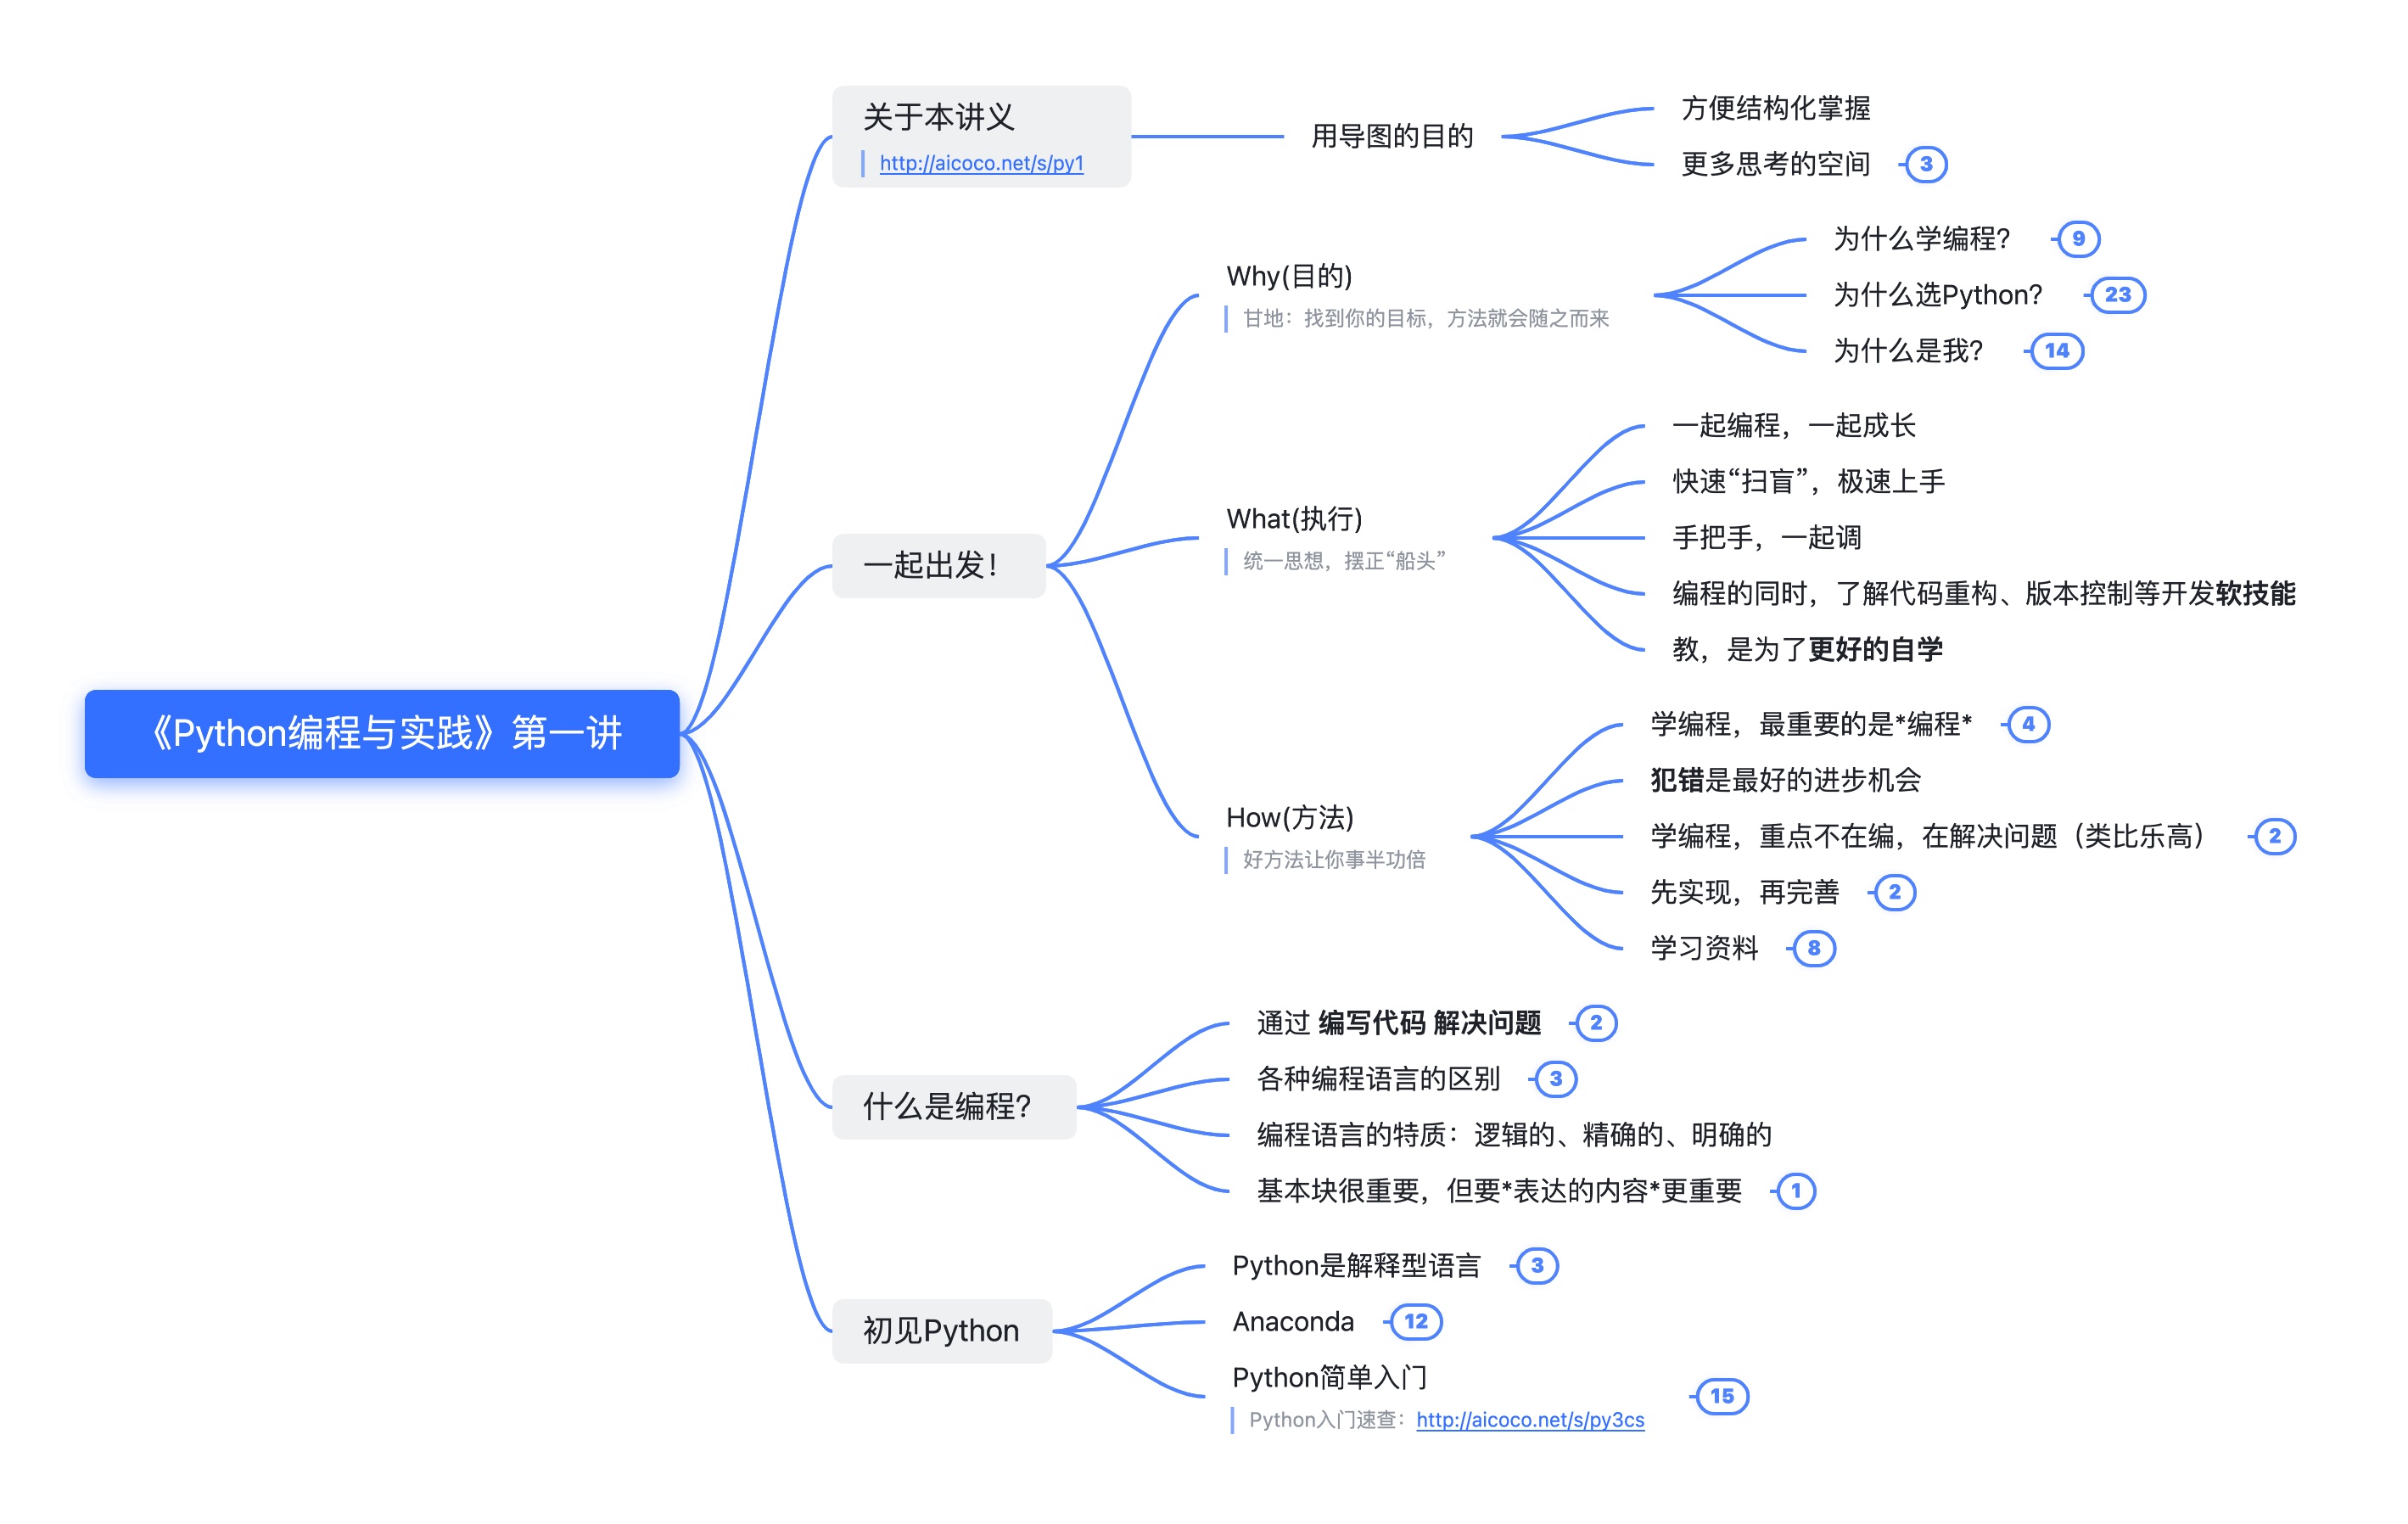 《Python编程与实践》第一讲
关于本讲义
http://aicoco.net/s/py1
用导图的目的
方便结构化掌握
更多思考的空间 3
一起出发！
Why(目的)
甘地：找到你的目标，方法就会随之而来
为什么学编程? 9
为什么选Python? 23
为什么是我? 14
What(执行)
统一思想，摆正“船头”
一起编程，一起成长
快速“扫盲”，极速上手
手把手，一起调
编程的同时，了解代码重构、版本控制等开发软技能
教，是为了更好的自学
How(方法)
好方法让你事半功倍
学编程，最重要的是*编程* 4
犯错是最好的进步机会
学编程，重点不在编，在解决问题（类比乐高） 2
先实现，再完善 2
学习资料 8
什么是编程?
通过 编写代码 解决问题 2
各种编程语言的区别 3
编程语言的特质：逻辑的、精确的、明确的
基本块很重要，但要*表达的内容*更重要 1
初见Python
Python是解释型语言 3
Anaconda 12
Python简单入门 15
Python入门速查：http://aicoco.net/s/py3cs